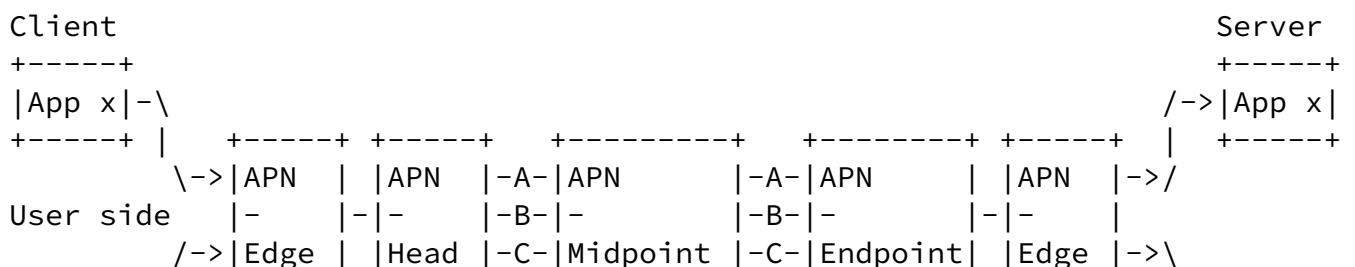 Client                                                                 Server
+-----+                                                                +-----+
|App x|-\                                                           /->|App x|
+-----+ |   +-----+ +-----+   +---------+   +--------+ +-----+  |  +-----+
         \->|APN  | |APN  |-A-|APN      |-A-|APN     | |APN  |->/
User side   |-    |-|-    |-B-|-        |-B-|-       |-|-    |
         /->|Edge | |Head |-C-|Midpoint |-C-|Endpoint| |Edge |->\